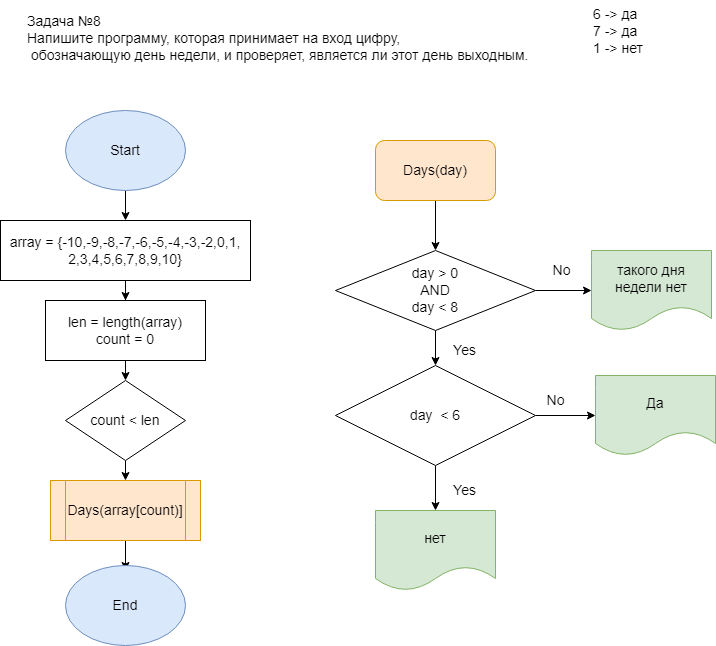 Задача №8
Напишите программу, которая принимает на вход цифру,
обозначающую день недели, и проверяет, является ли этот день выходным.
6 -> да
7 -> да
1 -> нет
Start
array = {-10,-9,-8,-7,-6,-5,-4,-3,-2,0,1,
2,3,4,5,6,7,8,9,10}
len = length(array)
count = 0
count < len
Days(array[count)]
End
Days(day)
day > 0
AND
day < 8
No
такого дня
недели нет
Yes
day < 6
No
Да
Yes
нет